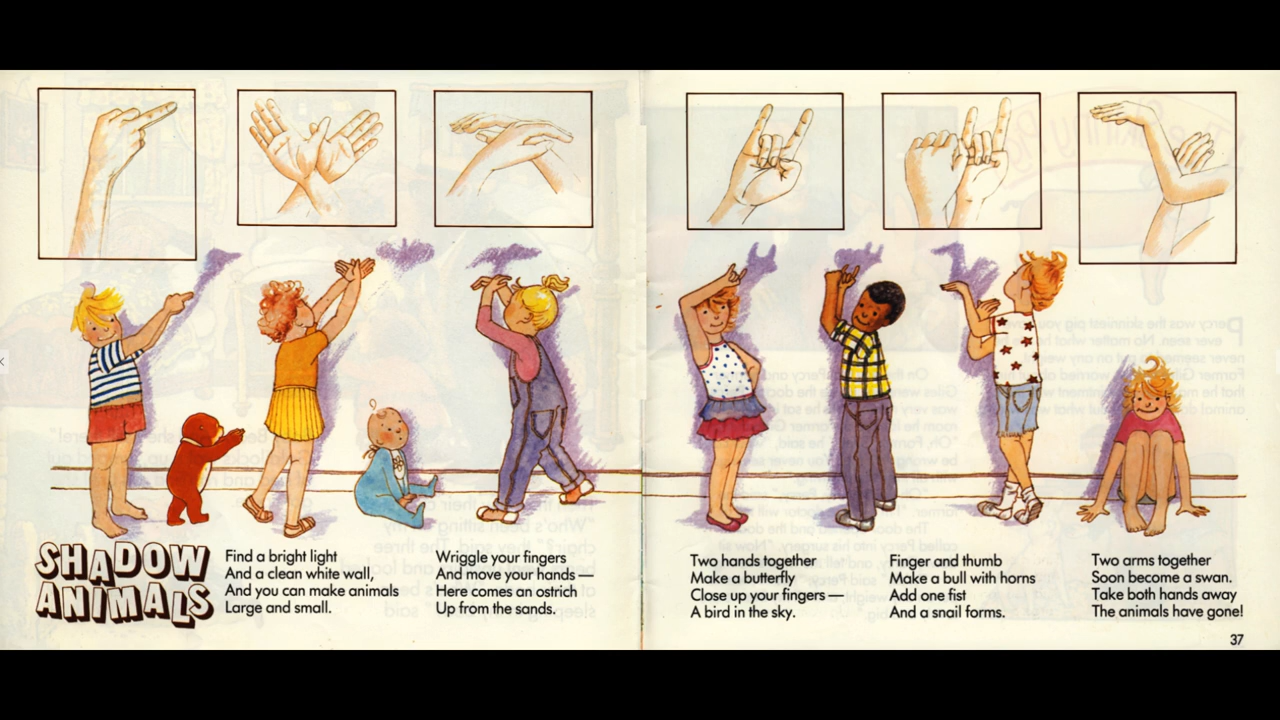 SHADOW
ANIMALS
Find a bright light
And a clean white wall,
And you can make animals
Large and small.
Wriggle your fingers
And move your hands —
Here comes an ostrich
Up from the sands.
Two hands together
Make a butterfly
Close up your fingers —
A bird in the sky.
Finger and thumb
Make a bull with horns
Add one fist
And a snail forms.
Two arms together
Soon become a swan.
Take both hands away
The animals have gone!
37